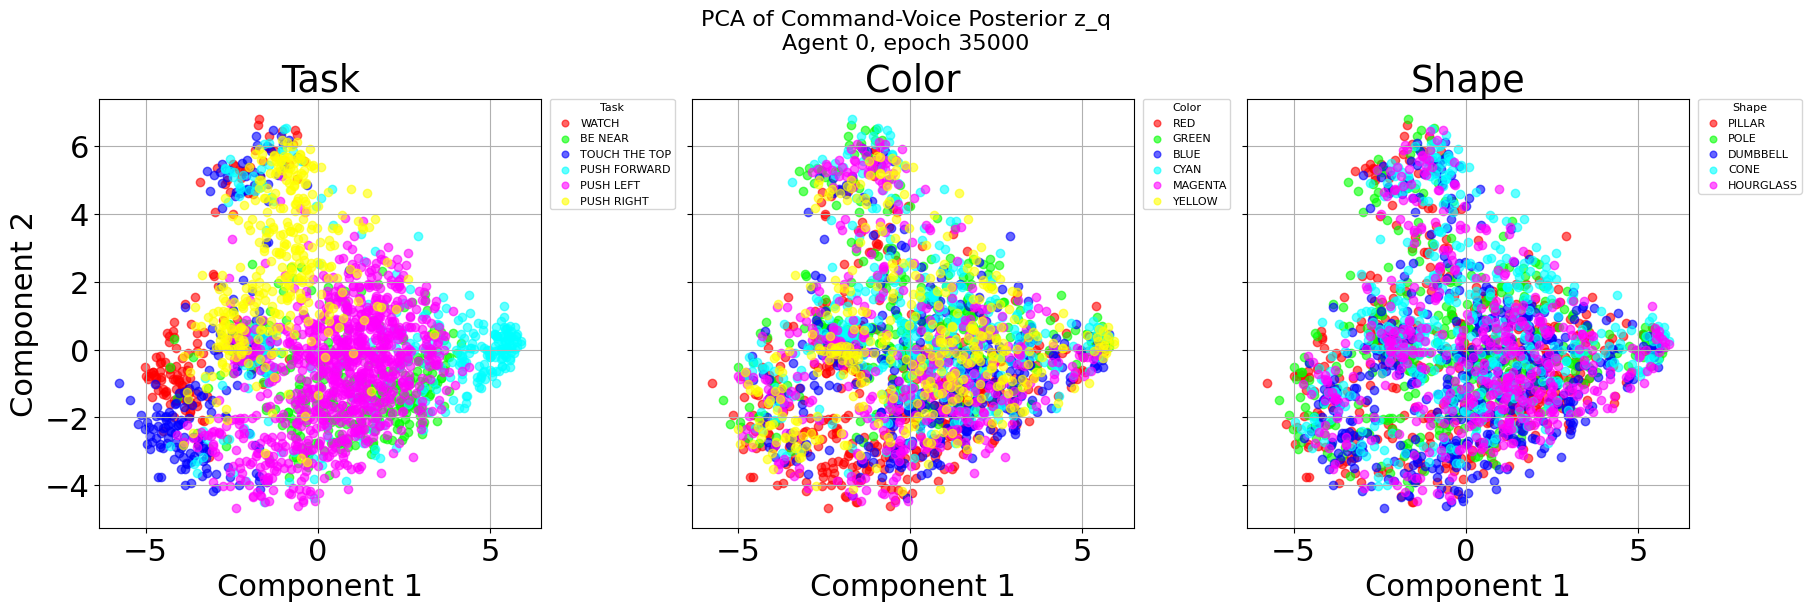 PCA of Command-Voice Posterior z_q
Agent 0, epoch 35000
Task
Component 2
6
4
2
0
−2
−4
−5 0 5
Component 1
Task
WATCH
BE NEAR
TOUCH THE TOP
PUSH FORWARD
PUSH LEFT
PUSH RIGHT
Color
−5 0 5
Component 1
Color
RED
GREEN
BLUE
CYAN
MAGENTA
YELLOW
Shape
−5 0 5
Component 1
Shape
PILLAR
POLE
DUMBBELL
CONE
HOURGLASS